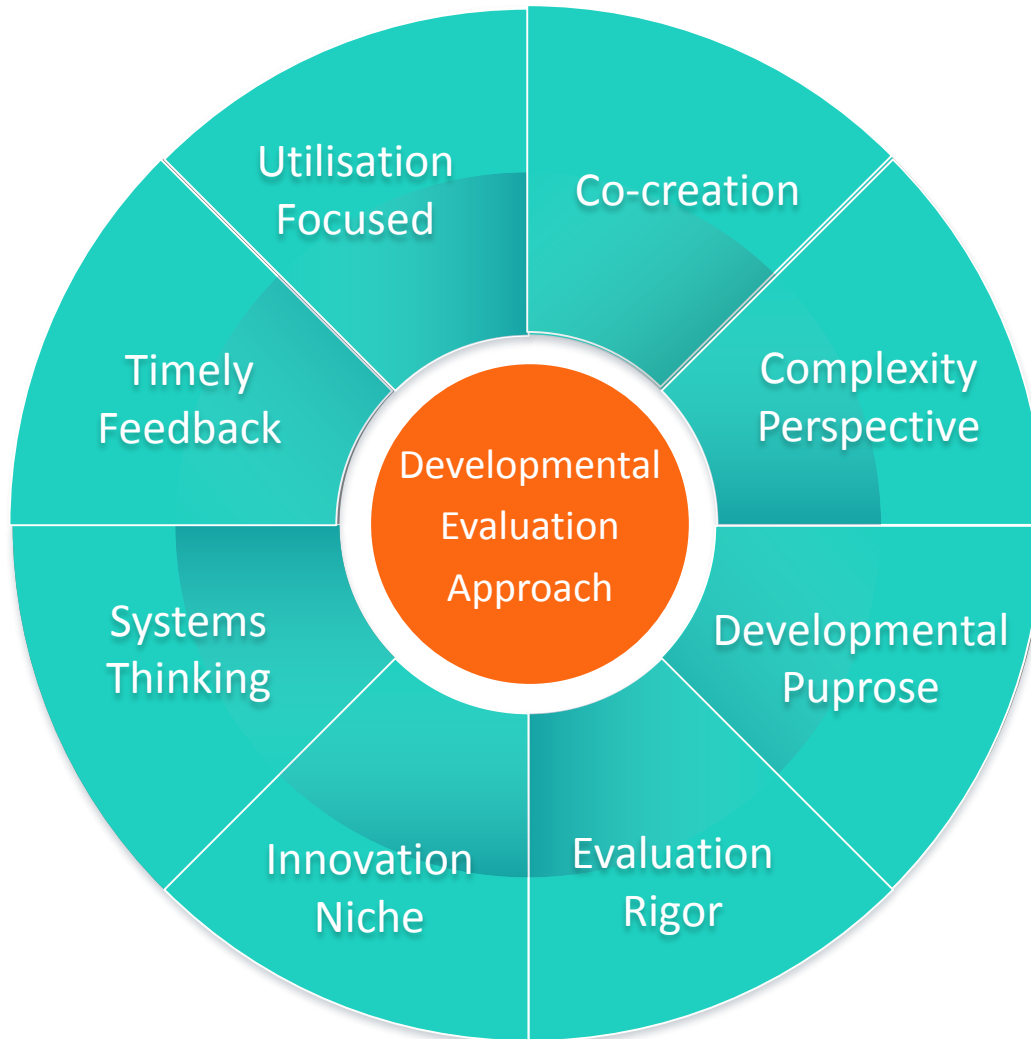 Utilisation
Focused
Co-creation
Timely
Feedback
Complexity
Perspective
Developmental
Evaluation
Approach
Systems
Thinking
Developmental
Puprose
Innovation
Niche
Evaluation
Rigor